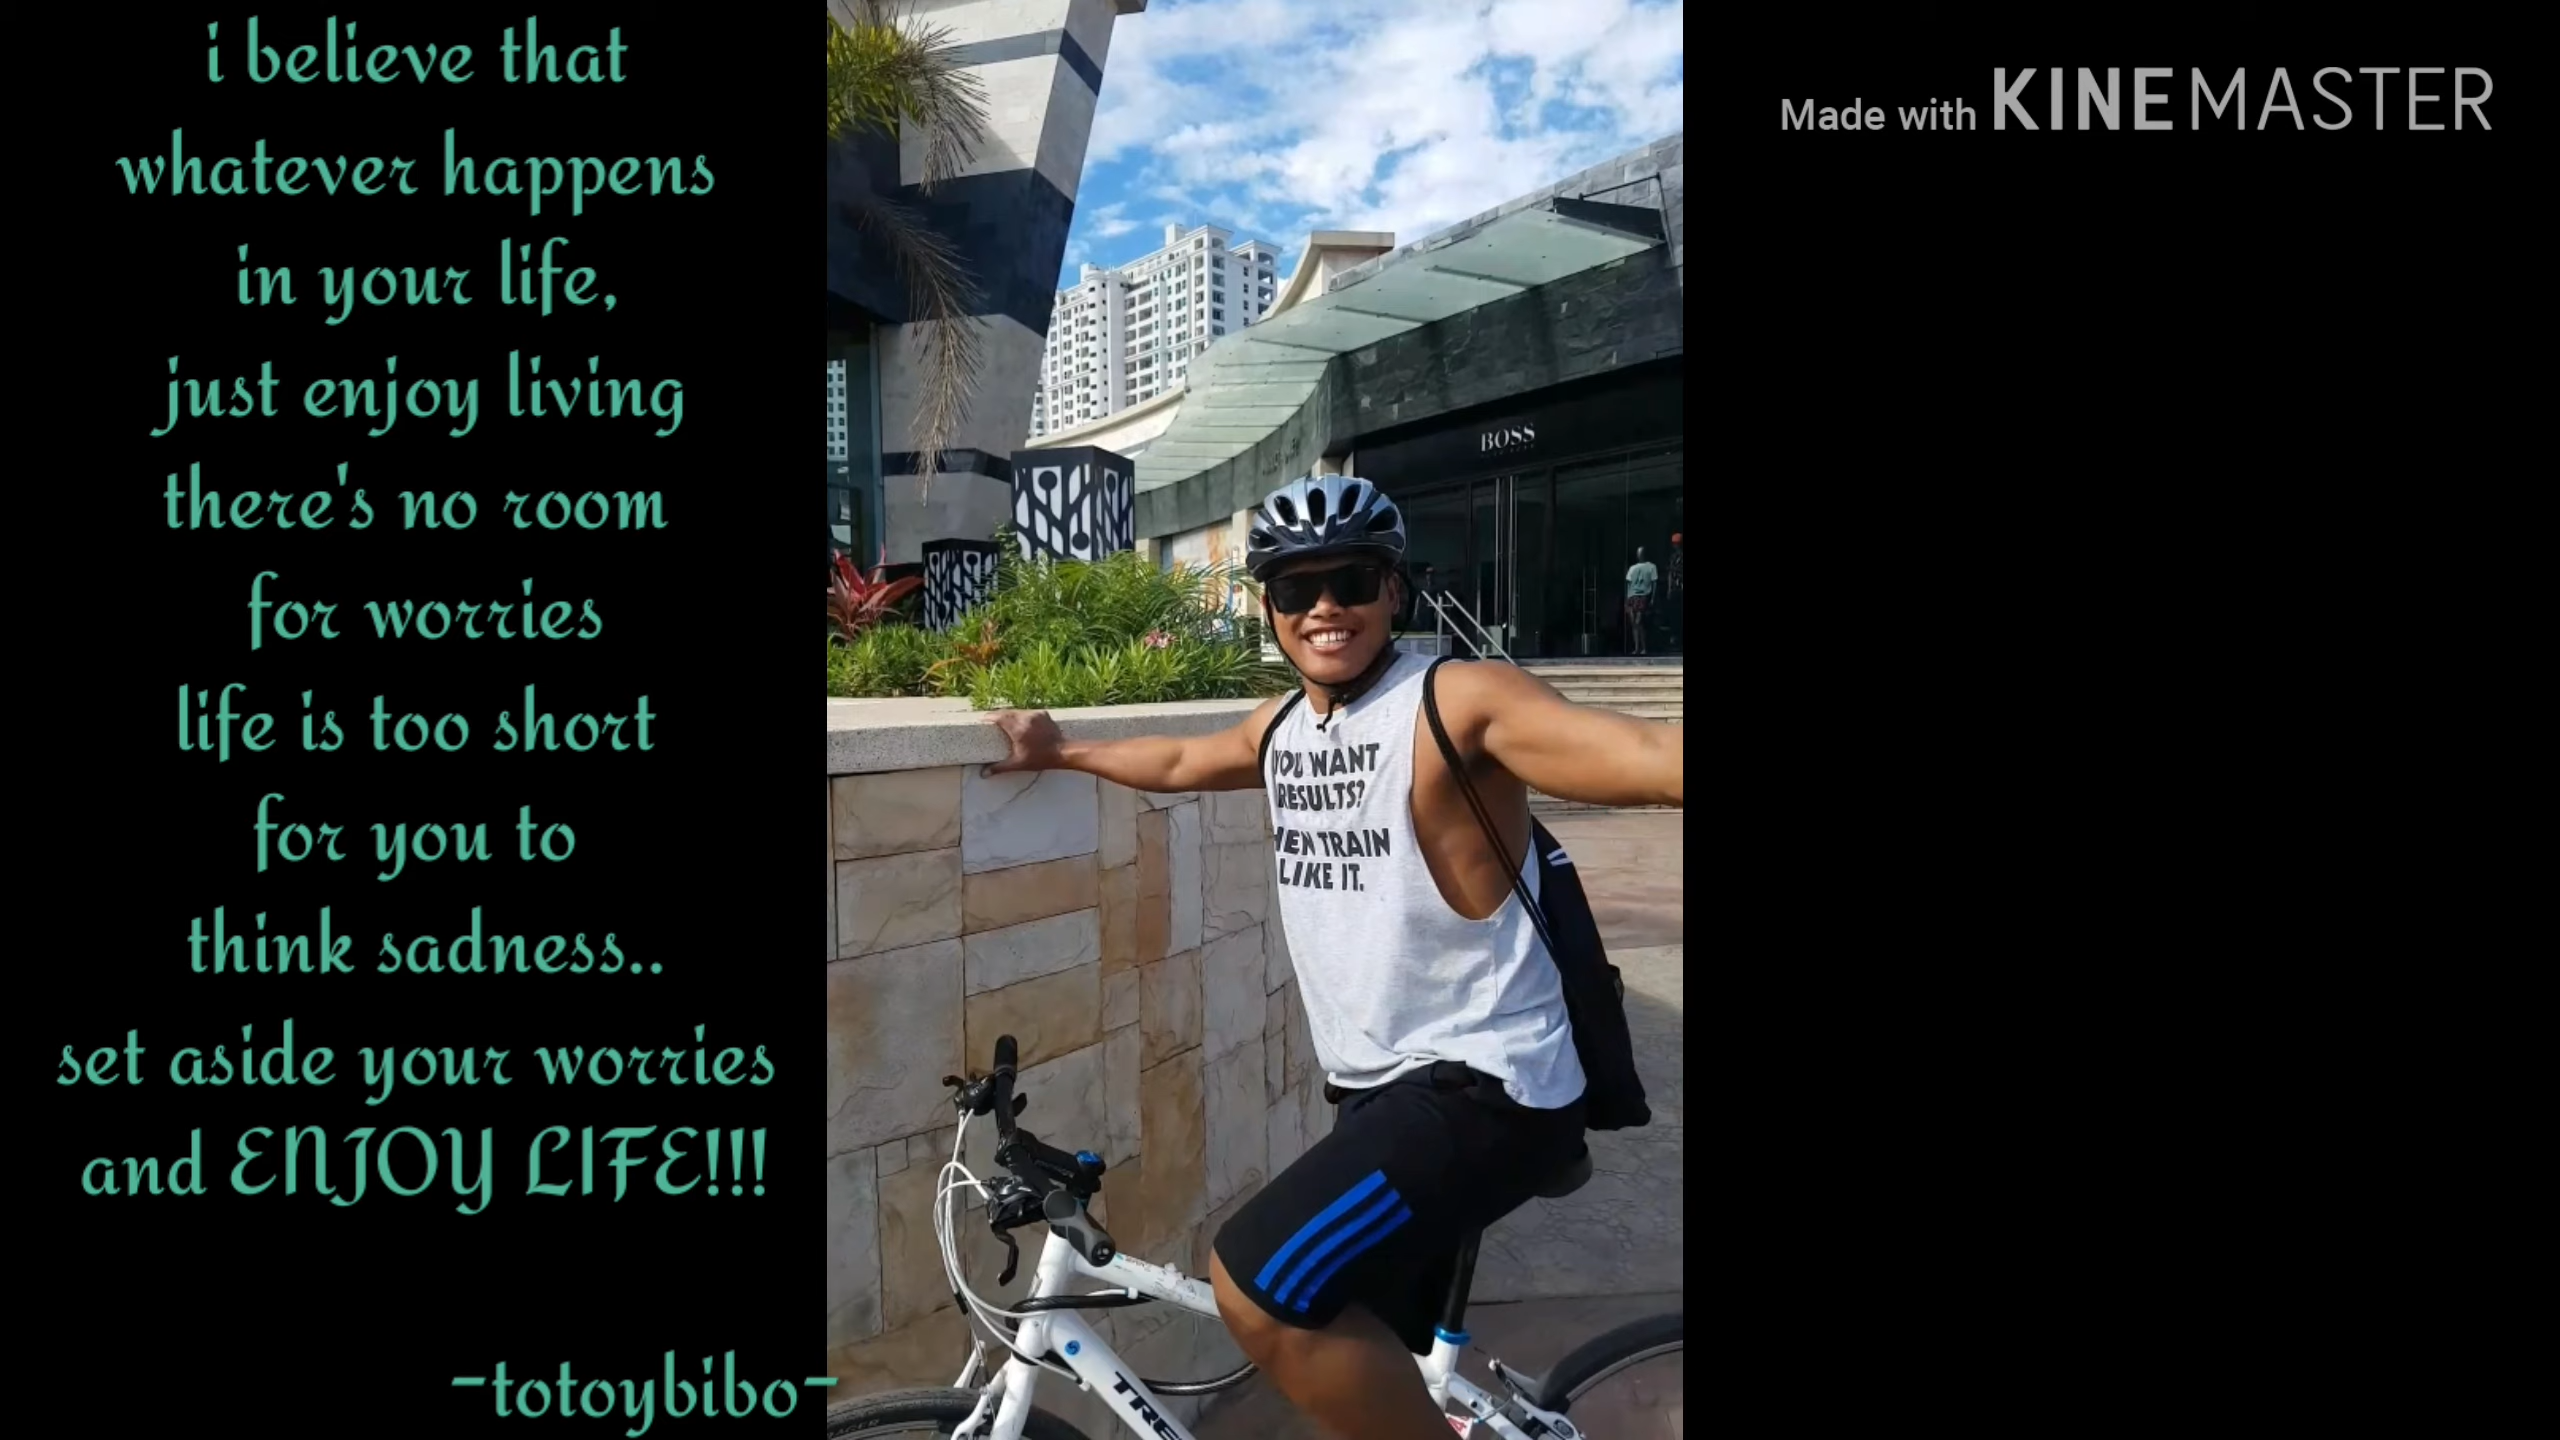 i believe that
whatever happens
in your life,
just enjoy living
there's no room
for worries
life is too short
for you to
think sadness..
set aside your worries
and ENJOY LIFE!!!
-totoybibo-
Made with KINEMASTER
BOSS
YOU WANT
RESULTS?
HEN TRAIN
LIKE IT.
TRE